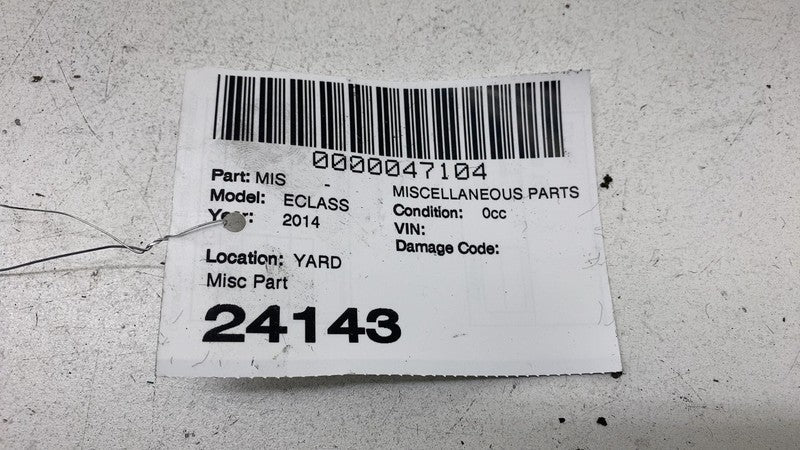 0000047104
Part: MIS - MISCELLANEOUS PARTS
Model: ECLASS Condition: 0cc
Year: 2014 VIN:
Damage Code:
Location: YARD
Misc Part
24143